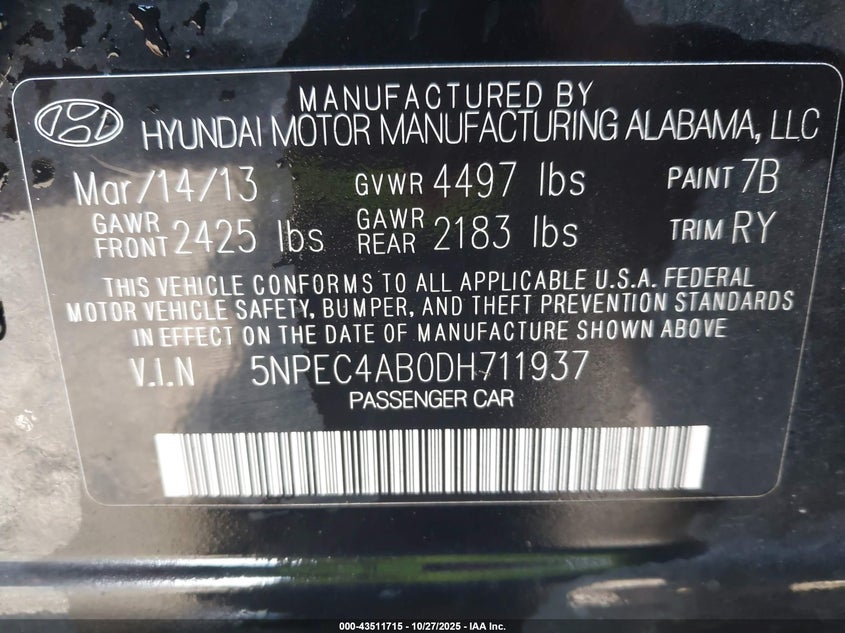 MANUFACTURED BY
HYUNDAI MOTOR MANUFACTURING ALABAMA, LLC
Mar/14/13 GVWR 4497 lbs PAINT 7B
GAWR FRONT 2425 lbs GAWR REAR 2183 lbs TRIM RY
THIS VEHICLE CONFORMS TO ALL APPLICABLE U.S.A. FEDERAL
MOTOR VEHICLE SAFETY, BUMPER, AND THEFT PREVENTION STANDARDS
IN EFFECT ON THE DATE OF MANUFACTURE SHOWN ABOVE
V.I.N 5NPEC4AB0DH711937
PASSENGER CAR
000-43511715 - 10/27/2025 - IAA Inc.